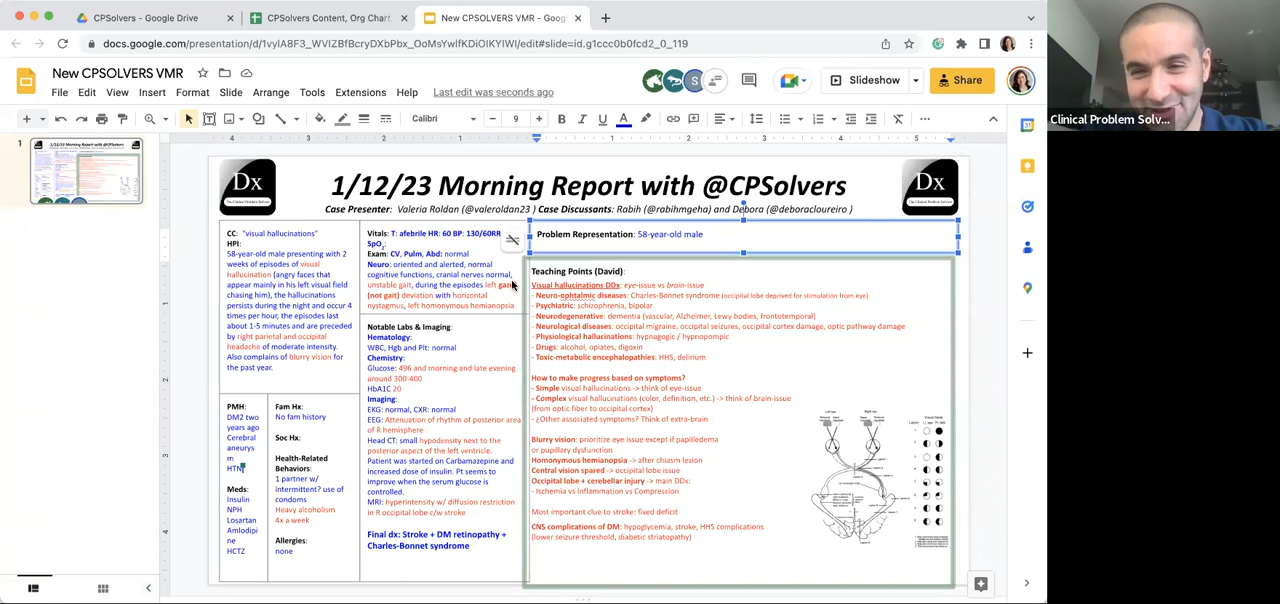 CPSolvers - Google Drive
CPSolvers Content, Org Chart,
New CPSOLVERS VMR - Goog
docs.google.com/presentation/d/
New CPSOLVERS VMR
File Edit View Insert Format Slide Arrange Tools Extensions Help Last edit was seconds ago
Slideshow
Share
Calibri
9
Clinical Problem Solv...
1
Dx
The Clinical Problem Solvers
1/12/23 Morning Report with @CPSolvers
Case Presenter: Valeria Roldan (@valeroldan23 ) Case Discussants: Rabih (@rabihmgeha) and Debora (@deboracloureiro )
Dx
The Clinical Problem Solvers
CC: "visual hallucinations"
HPI:
58-year-old male presenting with 2
weeks of episodes of visual
hallucination (angry faces that
appear mainly in his left visual field
chasing him), the hallucinations
persists during the night and occur 4
times per hour, the episodes last
about 1-5 minutes and are preceded
by right parietal and occipital
headache of moderate intensity.
Also complains of blurry vision for
the past year.
PMH:
DM2 two
years ago
Cerebral
aneurys
m
HTN
Meds:
Insulin
NPH
Losartan
Amlodipi
ne
HCTZ
Fam Hx:
No fam history
Soc Hx:
Health-Related
Behaviors:
1 partner w/
intermittent? use of
condoms
Heavy alcoholism
4x a week
Allergies:
none
Vitals: T: afebrile HR: 60 BP: 130/60RR
SpO2:
Exam: CV, Pulm, Abd: normal
Neuro: oriented and alerted, normal
cognitive functions, cranial nerves normal,
unstable gait, during the episodes left gaze
(not gait) deviation with horizontal
nystagmus, left homonymous hemianopsia
Notable Labs & Imaging:
Hematology:
WBC, Hgb and Plt: normal
Chemistry:
Glucose: 496 and morning and late evening
around 300-400
HbA1C 20
Imaging:
EKG: normal, CXR: normal
EEG: Attenuation of rhythm of posterior area
of R hemisphere
Head CT: small hypodensity next to the
posterior aspect of the left ventricle.
Patient was started on Carbamazepine and
increased dose of insulin. Pt seems to
improve when the serum glucose is
controlled.
MRI: hyperintensity w/ diffusion restriction
in R occipital lobe c/w stroke
Final dx: Stroke + DM retinopathy +
Charles-Bonnet syndrome
Problem Representation: 58-year-old male
Teaching Points (David):
Visual hallucinations DDx: eye-issue vs brain-issue
- Neuro-ophtalmic diseases: Charles-Bonnet syndrome (occipital lobe deprived for stimulation from eye)
- Psychiatric: schizophrenia, bipolar
- Neurodegenerative: dementia (vascular, Alzheimer, Lewy bodies, frontotemporal)
- Neurological diseases: occipital migraine, occipital seizures, occipital cortex damage, optic pathway damage
- Physiological hallucinations: hypnagogic / hypnopompic
- Drugs: alcohol, opiates, digoxin
- Toxic-metabolic encephalopathies: HHS, delirium
How to make progress based on symptoms?
- Simple visual hallucinations -> think of eye-issue
- Complex visual hallucinations (color, definition, etc.) -> think of brain-issue
(from optic fiber to occipital cortex)
- ¿Other associated symptoms? Think of extra-brain
Blurry vision: prioritize eye issue except if papilledema
or pupillary dysfunction
Homonymous hemianopsia -> after chiasm lesion
Central vision spared -> occipital lobe issue
Occipital lobe + cerebellar injury -> main DDx:
- Ischemia vs Inflammation vs Compression
Most important clue to stroke: fixed deficit
CNS complications of DM: hypoglycemia, stroke, HHS complications
(lower seizure threshold, diabetic striatopathy)